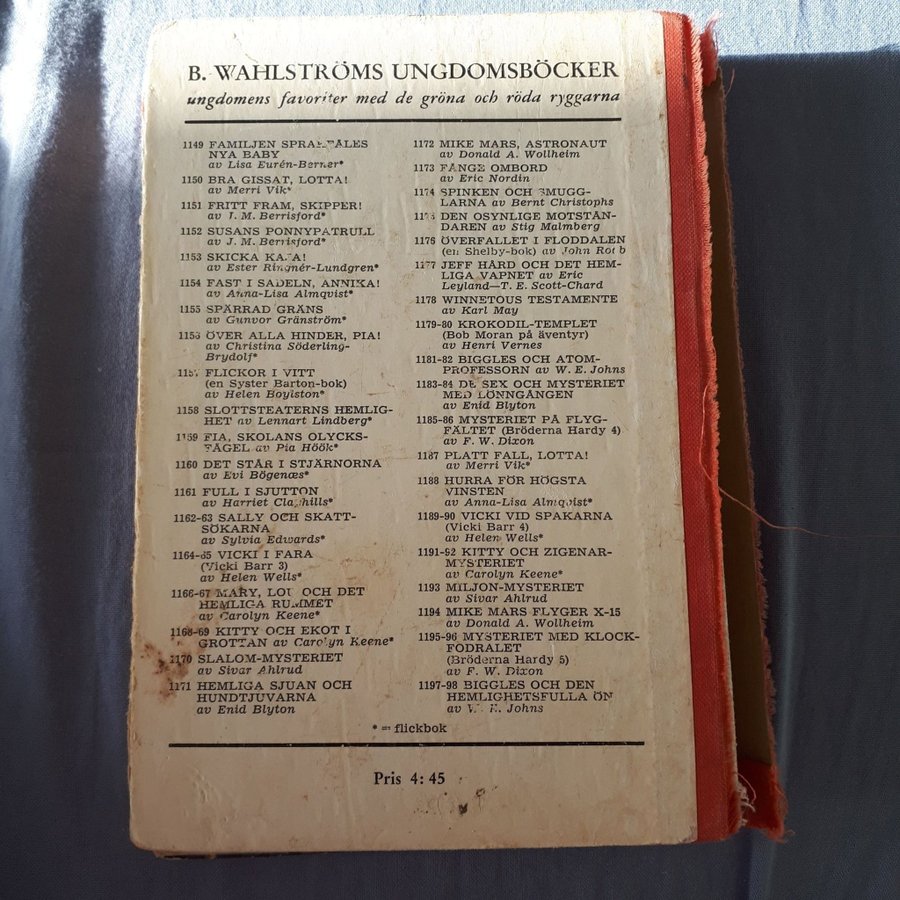 B. WAHLSTRÖMS UNGDOMSBÖCKER
ungdomens favoriter med de gröna och röda ryggarna
1149 FAMILJEN SPRAKFÅLES
NYA BABY
av Lisa Eurén-Berner*
1150 BRA GISSAT, LOTTA!
av Merri Vik*
1151 FRITT FRAM, SKIPPER!
av J. M. Berrisford*
1152 SUSANS PONNYPATRULL
av J. M. Berrisford*
1153 SKICKA KAJA!
av Ester Ringnér-Lundgren*
1154 FAST I SADELN, ANNIKA!
av Anna-Lisa Almqvist*
1155 SPÄRRAD GRÄNS
av Gunvor Gränström*
1156 ÖVER ALLA HINDER, PIA!
av Christina Söderling-
Brydolf*
1157 FLICKOR I VITT
(en Syster Barton-bok)
av Helen Boylston*
1158 SLOTTSTEATERNS HEMLIG-
HET av Lennart Lindberg*
1159 FIA, SKOLANS OLYCKS-
FÅGEL av Pia Höök*
1160 DET STÅR I STJÄRNORNA
av Evi Bögenæs*
1161 FULL I SJUTTON
av Harriet Clayhills*
1162-63 SALLY OCH SKATT-
SÖKARNA
av Sylvia Edwards*
1164-65 VICKI I FARA
(Vicki Barr 3)
av Helen Wells*
1166-67 MARY, LOU OCH DET
HEMLIGA RUMMET
av Carolyn Keene*
1168-69 KITTY OCH EKOT I
GROTTAN av Carolyn Keene*
1170 SLALOM-MYSTERIET
av Sivar Ahlrud
1171 HEMLIGA SJUAN OCH
HUNDTJUVARNA
av Enid Blyton
1172 MIKE MARS, ASTRONAUT
av Donald A. Wollheim
1173 FÅNGE OMBORD
av Eric Nordin
1174 SPINKEN OCH SMUGG-
LARNA av Bernt Christophs
1175 DEN OSYNLIGE MOTSTÅN-
DAREN av Stig Malmberg
1176 ÖVERFALLET I FLODDALEN
(en Shelby-bok) av John Roeb
1177 JEFF HÅRD OCH DET HEM-
LIGA VAPNET av Eric
Leyland—T. E. Scott-Chard
1178 WINNETOUS TESTAMENTE
av Karl May
1179-80 KROKODIL-TEMPLET
(Bob Moran på äventyr)
av Henri Vernes
1181-82 BIGGLES OCH ATOM-
PROFESSORN av W. E. Johns
1183-84 DE SEX OCH MYSTERIET
MED LÖNNGÅNGEN
av Enid Blyton
1185-86 MYSTERIET PÅ FLYG-
FÄLTET (Bröderna Hardy 4)
av F. W. Dixon
1187 PLATT FALL, LOTTA!
av Merri Vik*
1188 HURRA FÖR HÖGSTA
VINSTEN
av Anna-Lisa Almqvist*
1189-90 VICKI VID SPAKARNA
(Vicki Barr 4)
av Helen Wells*
1191-92 KITTY OCH ZIGENAR-
MYSTERIET
av Carolyn Keene*
1193 MILJON-MYSTERIET
av Sivar Ahlrud
1194 MIKE MARS FLYGER X-15
av Donald A. Wollheim
1195-96 MYSTERIET MED KLOCK-
FODRALET
(Bröderna Hardy 5)
av F. W. Dixon
1197-98 BIGGLES OCH DEN
HEMLIGHETSFULLA ÖN
av W. E. Johns
* = flickbok
Pris 4: 45